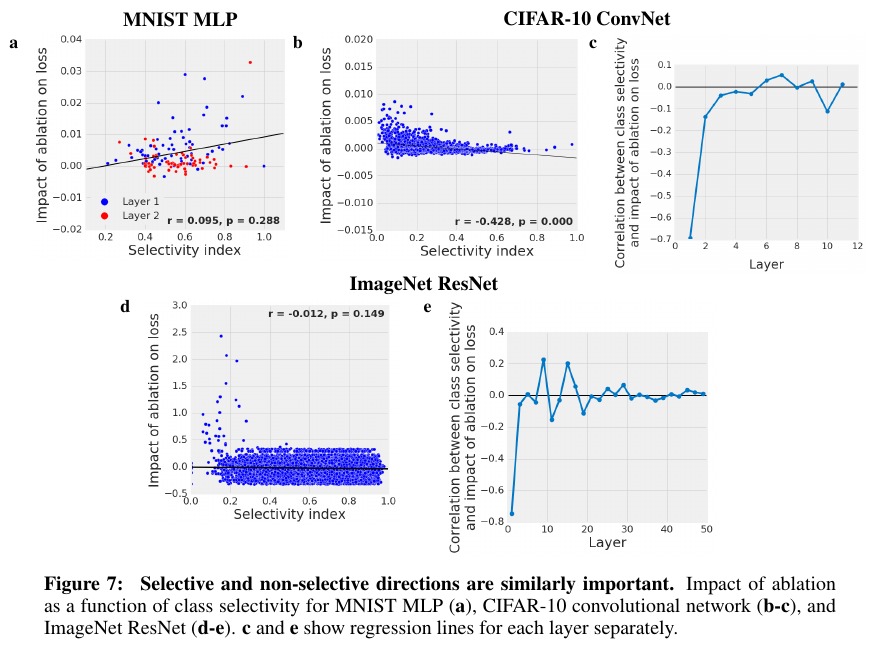 MNIST MLP
CIFAR-10 ConvNet
a
Impact of ablation on loss
0.04
0.03
0.02
0.01
0.00
−0.01
−0.02
Layer 1
Layer 2
r = 0.095, p = 0.288
0.2 0.4 0.6 0.8 1.0
Selectivity index
b
Impact of ablation on loss
0.020
0.015
0.010
0.005
0.000
−0.005
−0.010
−0.015
r = -0.428, p = 0.000
0.0 0.2 0.4 0.6 0.8 1.0
Selectivity index
c
Correlation between class selectivity
and impact of ablation on loss
0.1
0.0
−0.1
−0.2
−0.3
−0.4
−0.5
−0.6
−0.7
0 2 4 6 8 10 12
Layer
ImageNet ResNet
d
Impact of ablation on loss
3.0
2.5
2.0
1.5
1.0
0.5
0.0
−0.5
r = -0.012, p = 0.149
0.0 0.2 0.4 0.6 0.8 1.0
Selectivity index
e
Correlation between class selectivity
and impact of ablation on loss
0.4
0.2
0.0
−0.2
−0.4
−0.6
−0.8
0 10 20 30 40 50
Layer
Figure 7: Selective and non-selective directions are similarly important. Impact of ablation
as a function of class selectivity for MNIST MLP (a), CIFAR-10 convolutional network (b-c), and
ImageNet ResNet (d-e). c and e show regression lines for each layer separately.